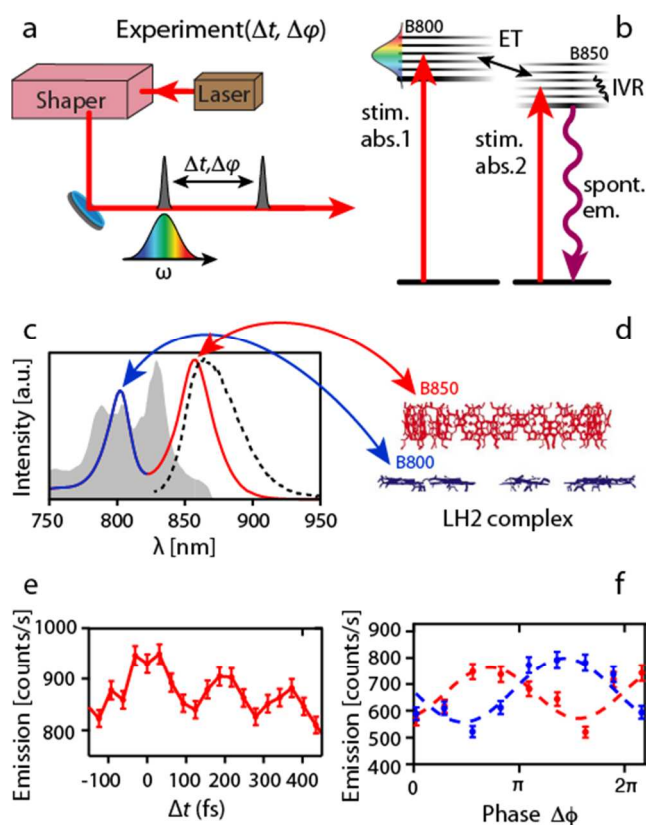 a
Experiment(Δt, Δφ)
Shaper
Laser
Δt,Δφ
ω
b
B800
ET
B850
IVR
stim.
abs.1
stim.
abs.2
spont.
em.
c
Intensity [a.u.]
750
800
850
900
950
λ [nm]
d
B850
B800
LH2 complex
e
Emission [counts/s]
1000
900
800
-100
0
100
200
300
400
Δt (fs)
f
Emission [counts/s]
900
800
700
600
500
400
0
π
2π
Phase Δϕ